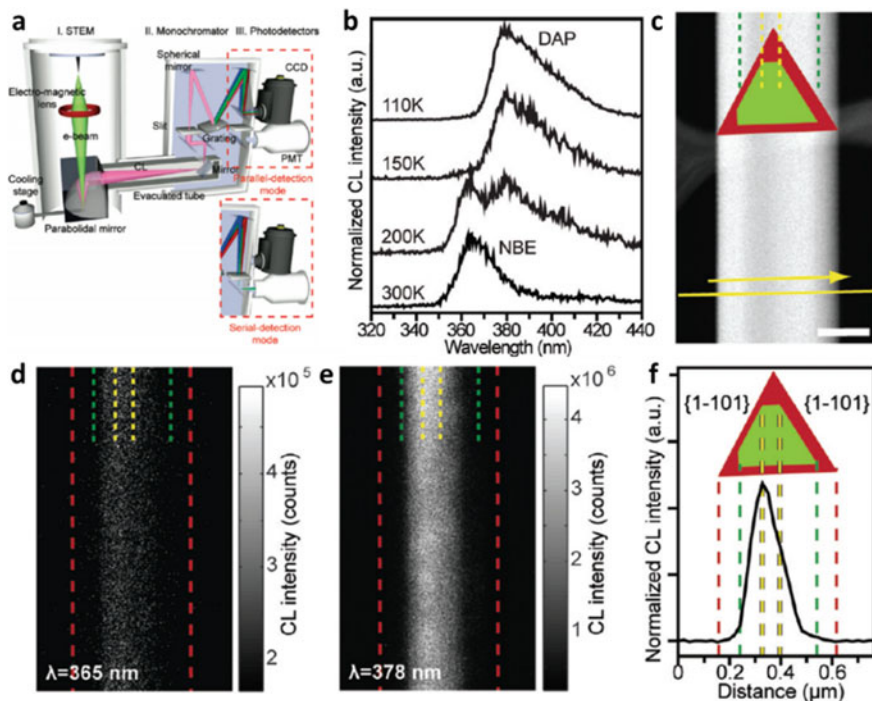 a
I. STEM
II. Monochromator
III. Photodetectors
Spherical
mirror
CCD
Electro-magnetic
lens
Slit
e-beam
Grating
CL
Mirror
PMT
Parallel-detection
mode
Cooling
stage
Evacuated tube
Parabolidal mirror
Serial-detection
mode
b
Normalized CL intensity (a.u.)
DAP
110K
150K
200K
NBE
300K
320 340 360 380 400 420 440
Wavelength (nm)
c
d
λ=365 nm
x10⁵
5
4
3
2
CL intensity (counts)
e
λ=378 nm
x10⁶
4
3
2
1
CL intensity (counts)
f
{1-101} {1-101}
Normalized CL intensity (a.u.)
0 0.2 0.4 0.6
Distance (μm)